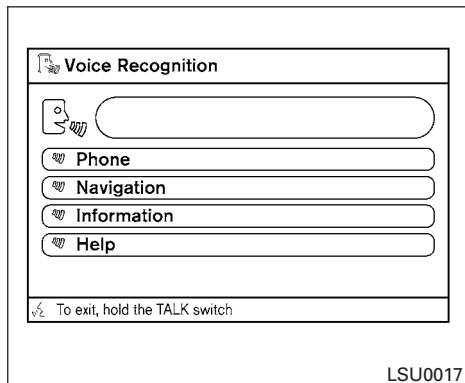 Voice Recognition
Phone
Navigation
Information
Help
To exit, hold the TALK switch
LSU0017